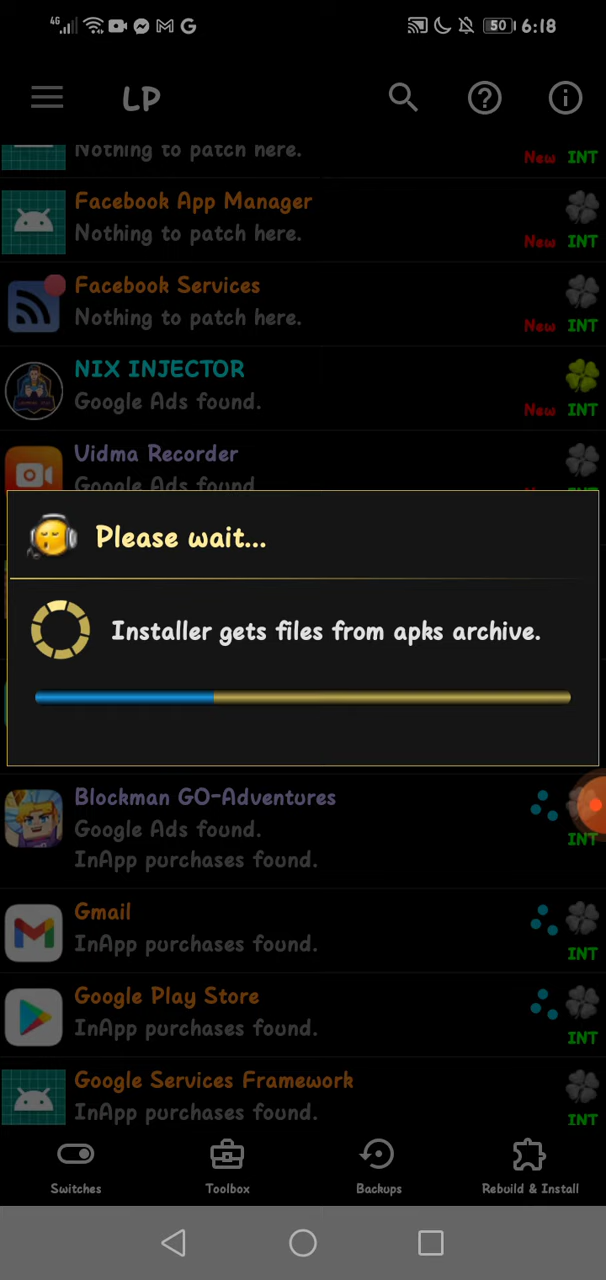 4G 50 6:18
LP
Nothing to patch here.
New INT
Facebook App Manager
Nothing to patch here.
New INT
Facebook Services
Nothing to patch here.
New INT
NIX INJECTOR
Google Ads found.
New INT
Vidma Recorder
Google Ads found
Please wait...
Installer gets files from apks archive.
Blockman GO-Adventures
Google Ads found.
InApp purchases found.
INT
Gmail
InApp purchases found.
INT
Google Play Store
InApp purchases found.
INT
Google Services Framework
InApp purchases found.
INT
Switches
Toolbox
Backups
Rebuild & Install